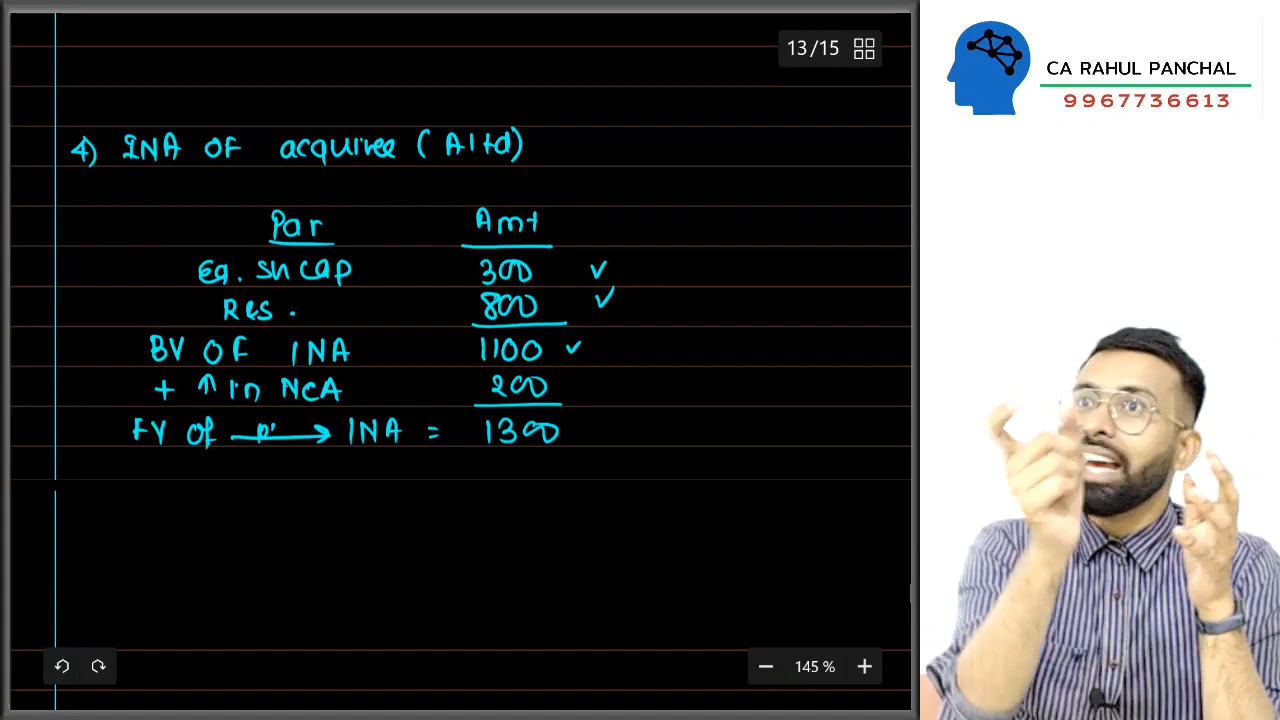 13/15
CA RAHUL PANCHAL
9967736613
4) INA OF acquiree (A ltd)
Par Amt
Eq. Sh cap 300 ✓
Res. 800 ✓
BV OF INA 1100 ✓
+ ↑ in NCA 200
FV of → INA = 1300
145 %